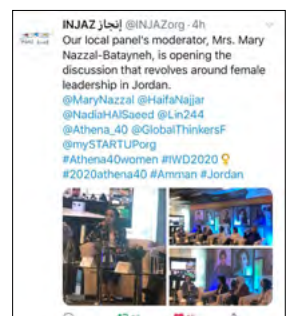 INJAZ إنجاز @INJAZorg · 4h
Our local panel's moderator, Mrs. Mary
Nazzal-Batayneh, is opening the
discussion that revolves around female
leadership in Jordan.
@MaryNazzal @HaifaNajjar
@NadiaHAlSaeed @Lin244
@Athena_40 @GlobalThinkersF
@mySTARTUPorg
#Athena40women #IWD2020
#2020athena40 #Amman #Jordan